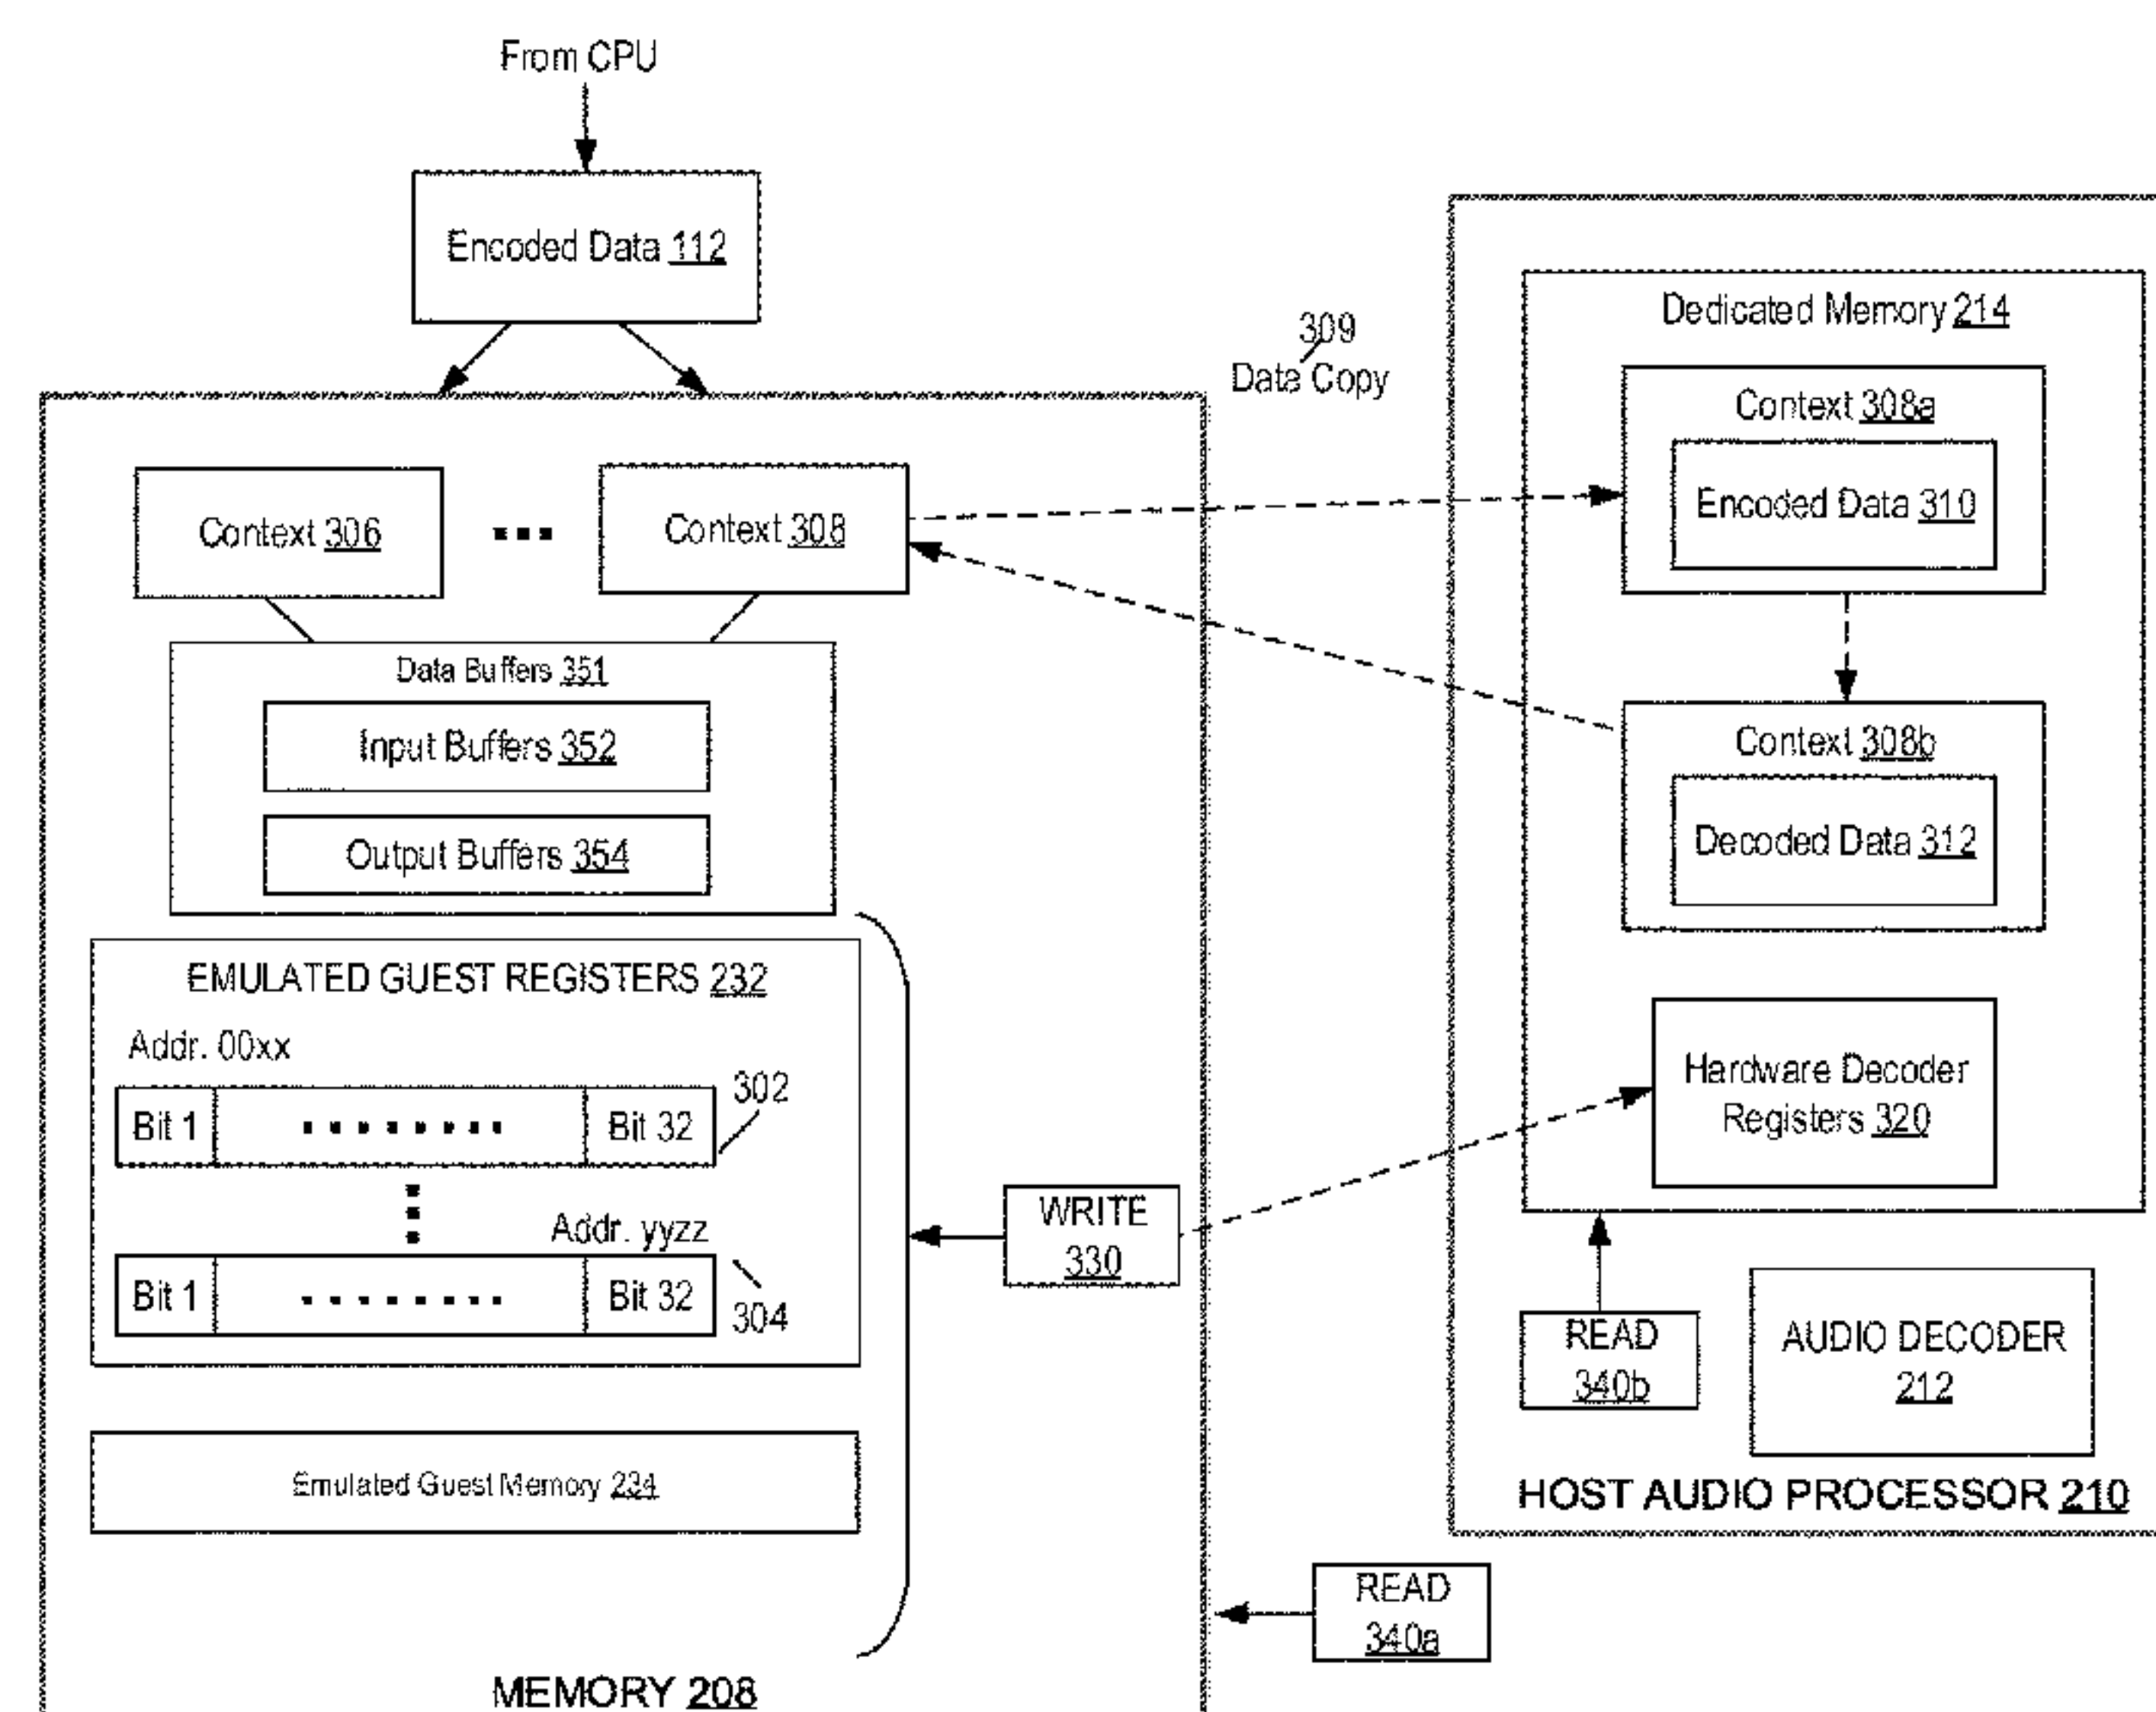 From CPU
Encoded Data 112
309
Data Copy
Context 306
Context 308
Data Buffers 351
Input Buffers 352
Output Buffers 354
EMULATED GUEST REGISTERS 232
Addr. 00xx
302
Bit 1
Bit 32
Addr. yyzz
Bit 1
Bit 32
304
Emulated Guest Memory 234
MEMORY 208
WRITE
330
READ
340a
Dedicated Memory 214
Context 308a
Encoded Data 310
Context 308b
Decoded Data 312
Hardware Decoder
Registers 320
READ
340b
AUDIO DECODER
212
HOST AUDIO PROCESSOR 210